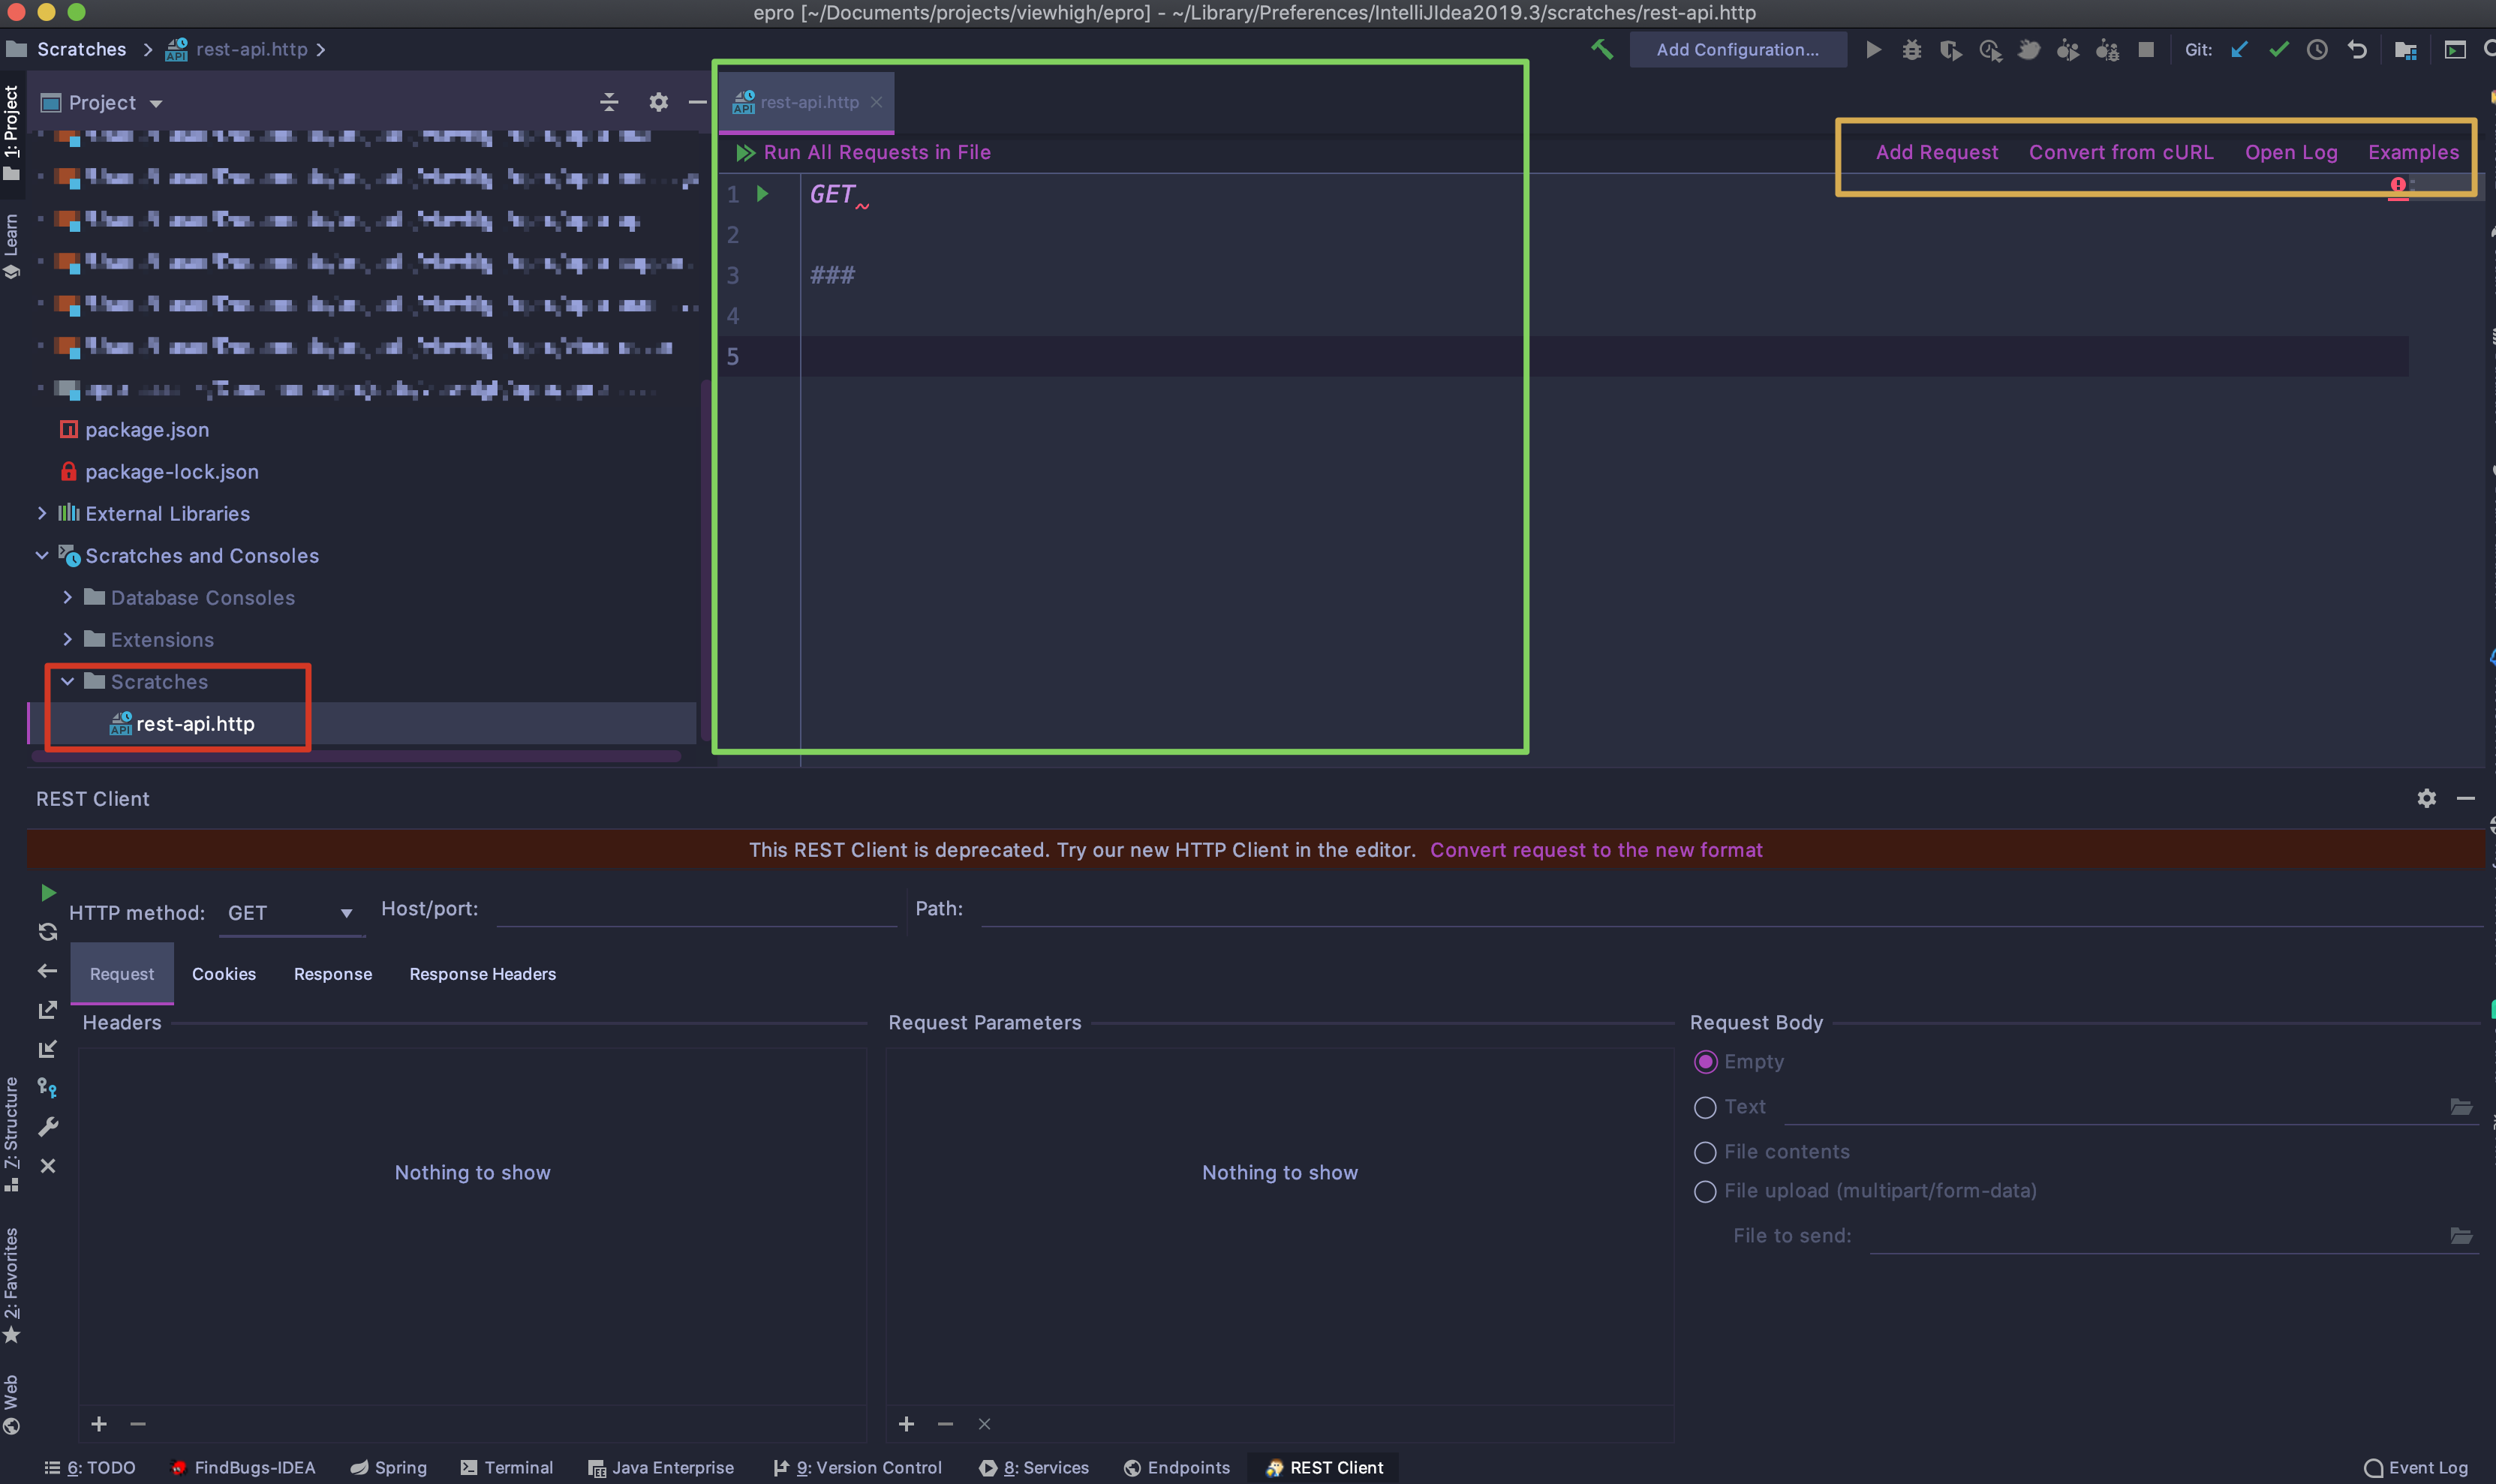 epro [~/Documents/projects/viewhigh/epro] - ~/Library/Preferences/IntelliJIdea2019.3/scratches/rest-api.http
Scratches rest-api.http
Add Configuration...
Git:
1: Project
Learn
Project
rest-api.http
Run All Requests in File
Add Request Convert from cURL Open Log Examples
1 GET
2
3 ###
4
5
package.json
package-lock.json
External Libraries
Scratches and Consoles
Database Consoles
Extensions
Scratches
API rest-api.http
REST Client
This REST Client is deprecated. Try our new HTTP Client in the editor. Convert request to the new format
HTTP method: GET Host/port: Path:
Request Cookies Response Response Headers
Headers Request Parameters Request Body
Empty
Text
File contents
File upload (multipart/form-data)
File to send:
Nothing to show Nothing to show
7: Structure
2: Favorites
Web
6: TODO FindBugs-IDEA Spring Terminal Java Enterprise 9: Version Control 8: Services Endpoints REST Client Event Log